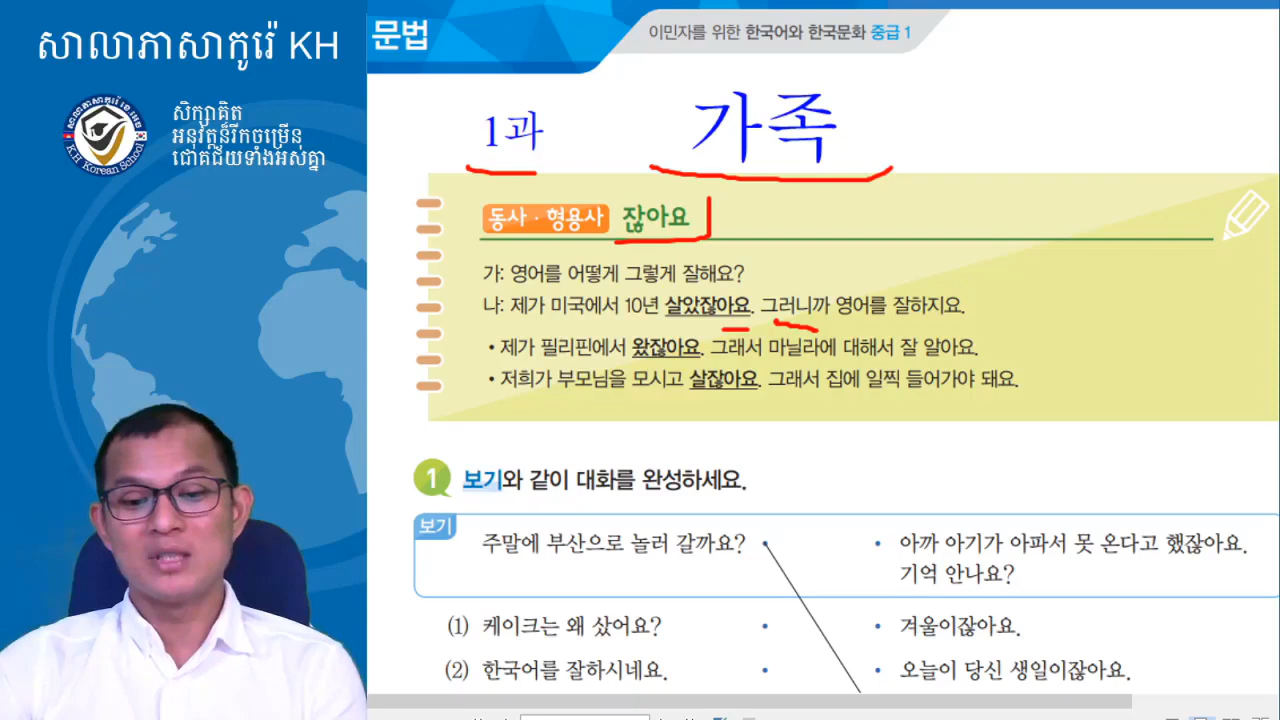 សាលាភាសាកូរ៉េ KH
សិក្សាគិត
អនុវត្តន៍រីកចម្រើន
ជោគជ័យទាំងអស់គ្នា
សាលាភាសាកូរ៉េ ខេ អេច
K.H Korean School
문법
이민자를 위한 한국어와 한국문화 중급 1
1과
가족
동사·형용사 잖아요
가: 영어를 어떻게 그렇게 잘해요?
나: 제가 미국에서 10년 살았잖아요. 그러니까 영어를 잘하지요.
• 제가 필리핀에서 왔잖아요. 그래서 마닐라에 대해서 잘 알아요.
• 저희가 부모님을 모시고 살잖아요. 그래서 집에 일찍 들어가야 돼요.
1 보기와 같이 대화를 완성하세요.
보기
주말에 부산으로 놀러 갈까요? • • 아까 아기가 아파서 못 온다고 했잖아요.
기억 안나요?
(1) 케이크는 왜 샀어요? • • 겨울이잖아요.
(2) 한국어를 잘하시네요. • • 오늘이 당신 생일이잖아요.